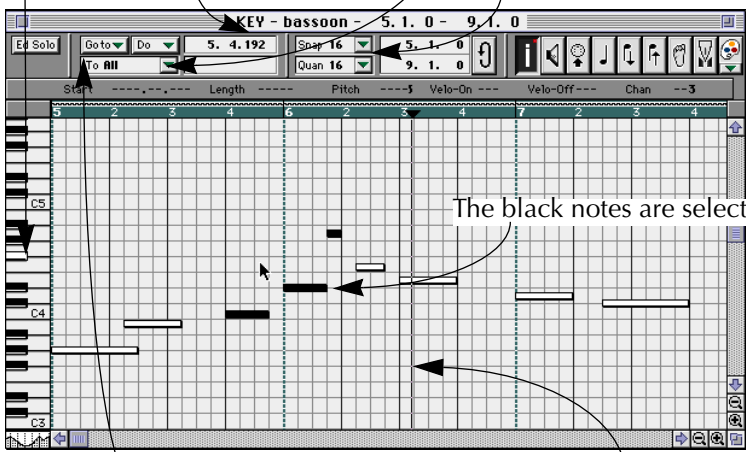 KEY - bassoon - 5. 1. 0 - 9. 1. 0
Ed Solo Goto Do 5. 4.192 Snap 16 5. 1. 0
To All Quan 16 9. 1. 0
Start ----.--.--- Length ----- Pitch ----5 Velo-On --- Velo-Off --- Chan --3
5 2 3 4 6 2 3 4 7 2 3 4
C5
The black notes are select
C4
C3